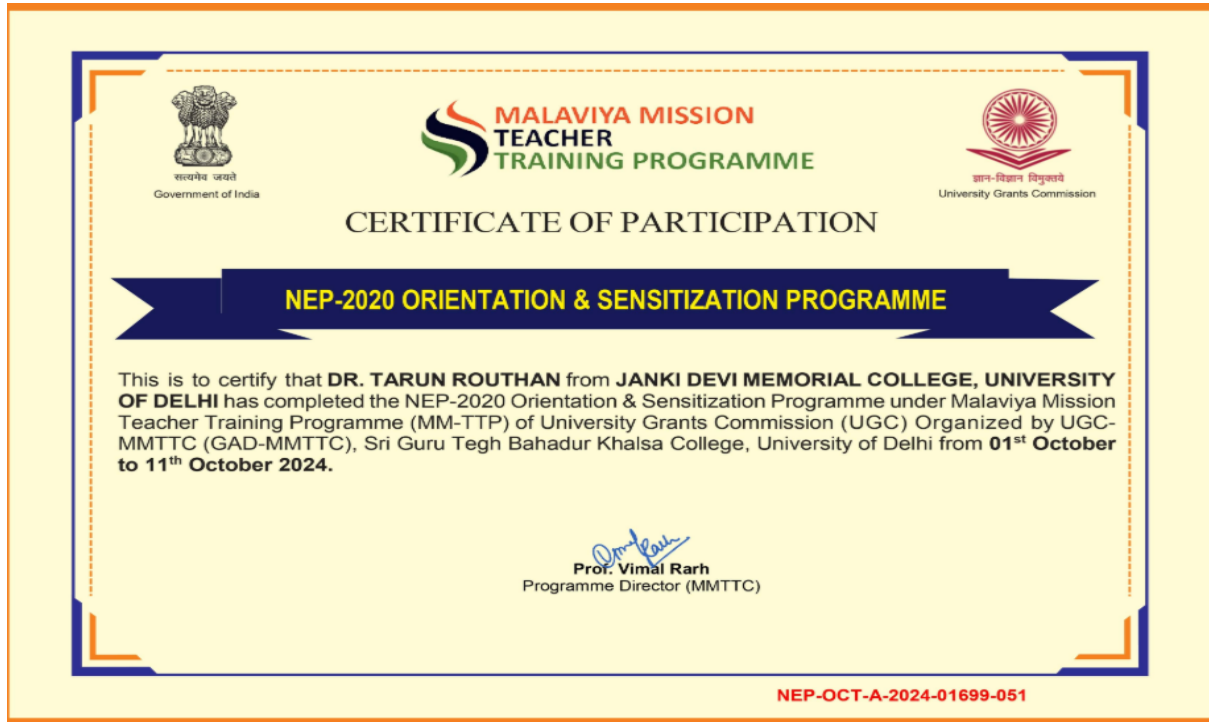 सत्यमेव जयते
Government of India
MALAVIYA MISSION
TEACHER
TRAINING PROGRAMME
ज्ञान-विज्ञान विमुक्तये
University Grants Commission
CERTIFICATE OF PARTICIPATION
NEP-2020 ORIENTATION & SENSITIZATION PROGRAMME
This is to certify that DR. TARUN ROUTHAN from JANKI DEVI MEMORIAL COLLEGE, UNIVERSITY
OF DELHI has completed the NEP-2020 Orientation & Sensitization Programme under Malaviya Mission
Teacher Training Programme (MM-TTP) of University Grants Commission (UGC) Organized by UGC-
MMTTC (GAD-MMTTC), Sri Guru Tegh Bahadur Khalsa College, University of Delhi from 01st October
to 11th October 2024.
Prof. Vimal Rarh
Programme Director (MMTTC)
NEP-OCT-A-2024-01699-051